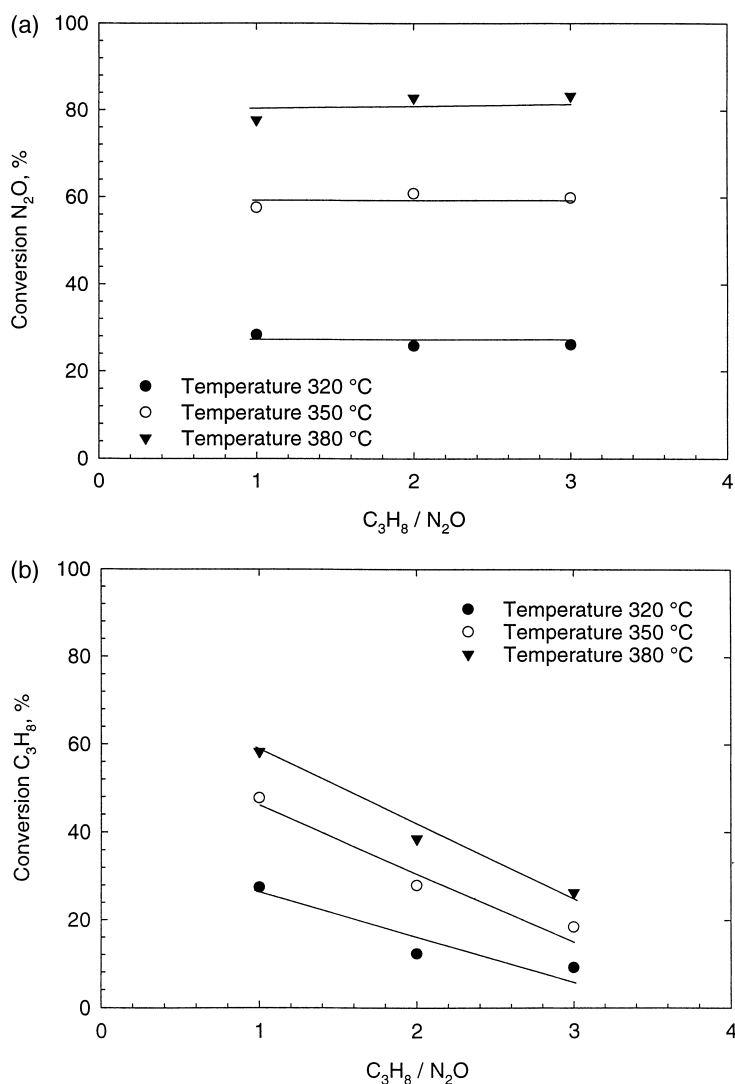 (a)
100
80
60
40
20
0
Conversion N₂O, %
Temperature 320 °C
Temperature 350 °C
Temperature 380 °C
0 1 2 3 4
C₃H₈ / N₂O
(b)
100
80
60
40
20
0
Conversion C₃H₈, %
Temperature 320 °C
Temperature 350 °C
Temperature 380 °C
0 1 2 3 4
C₃H₈ / N₂O